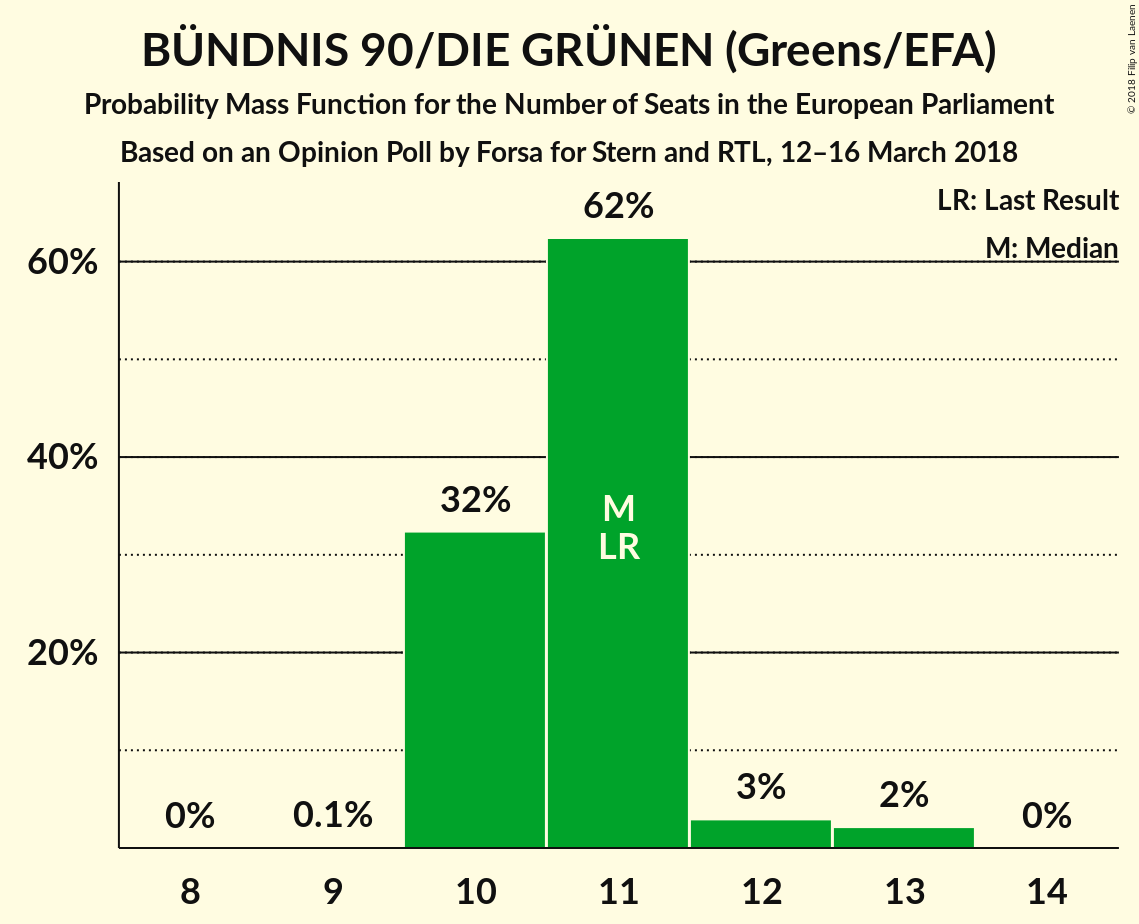 BÜNDNIS 90/DIE GRÜNEN (Greens/EFA)
Probability Mass Function for the Number of Seats in the European Parliament
Based on an Opinion Poll by Forsa for Stern and RTL, 12–16 March 2018
© 2018 Filip van Laenen
LR: Last Result
M: Median
60%
40%
20%
0%
0.1%
32%
62%
3%
2%
0%
M
LR
8
9
10
11
12
13
14